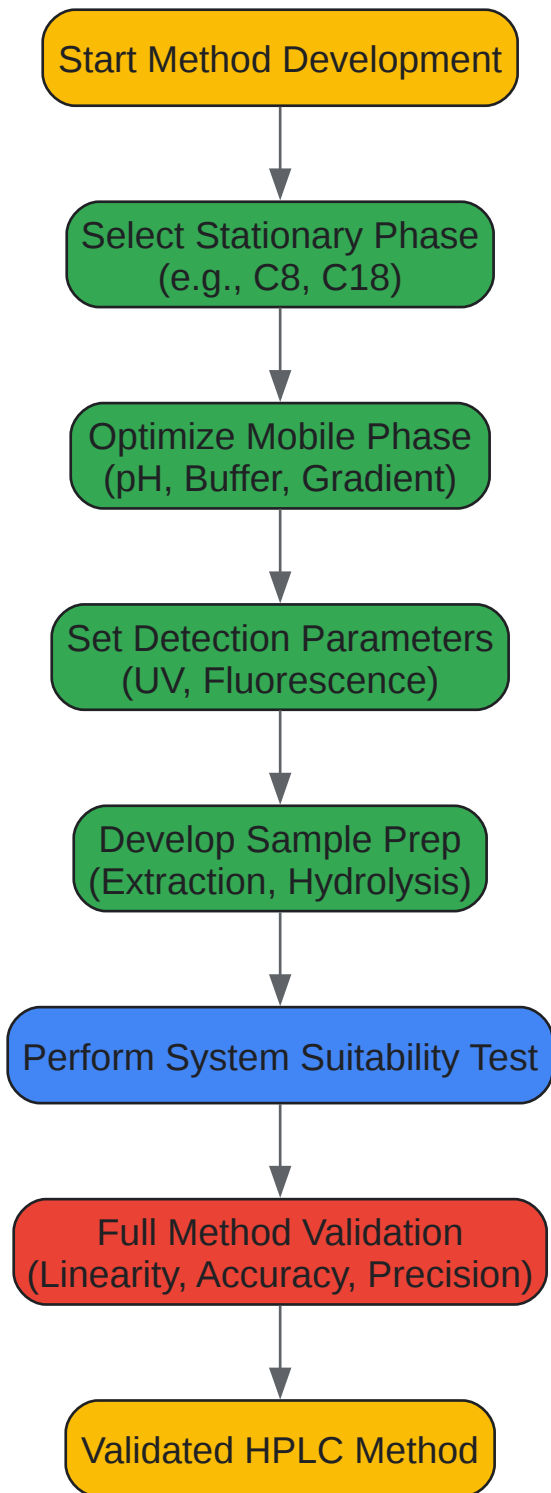 Start Method Development
Select Stationary Phase
(e.g., C8, C18)
Optimize Mobile Phase
(pH, Buffer, Gradient)
Set Detection Parameters
(UV, Fluorescence)
Develop Sample Prep
(Extraction, Hydrolysis)
Perform System Suitability Test
Full Method Validation
(Linearity, Accuracy, Precision)
Validated HPLC Method